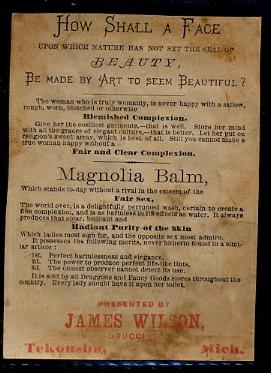 How Shall a Face
UPON WHICH NATURE HAS NOT SET THE SEAL OF
BEAUTY,
BE MADE BY ART TO SEEM BEAUTIFUL?
The woman who is truly womanly, is never happy with a sallow,
rough, worn, blotched or otherwise
Blemished Complexion.
Give her the costliest garments,—that is well. Store her mind
with all the graces of elegant culture,—that is better. Let her put on
religion's sweet array, which is best of all. Still you cannot make a
true woman happy without a
Fair and Clear Complexion.
Magnolia Balm,
Which stands to-day without a rival in the esteem of the
Fair Sex,
The world over, is a delightfully perfumed wash, certain to create a
fine complexion, and is as harmless in its effects as water. It always
produces that clear, brilliant and
Radiant Purity of the Skin
Which ladies most sigh for, and the opposite sex most admire.
It possesses the following merits, never hitherto found in a simi-
lar article:
1st. Perfect harmlessness and elegance.
2d. The power to produce perfect life-like tints.
3d. The closest observer cannot detect its use.
It is sold by all Druggists and Fancy Goods stores throughout the
country. Every lady should have it upon her toilet.
PRESENTED BY
JAMES WILSON,
DRUGGIST
Tekonsha, Mich.